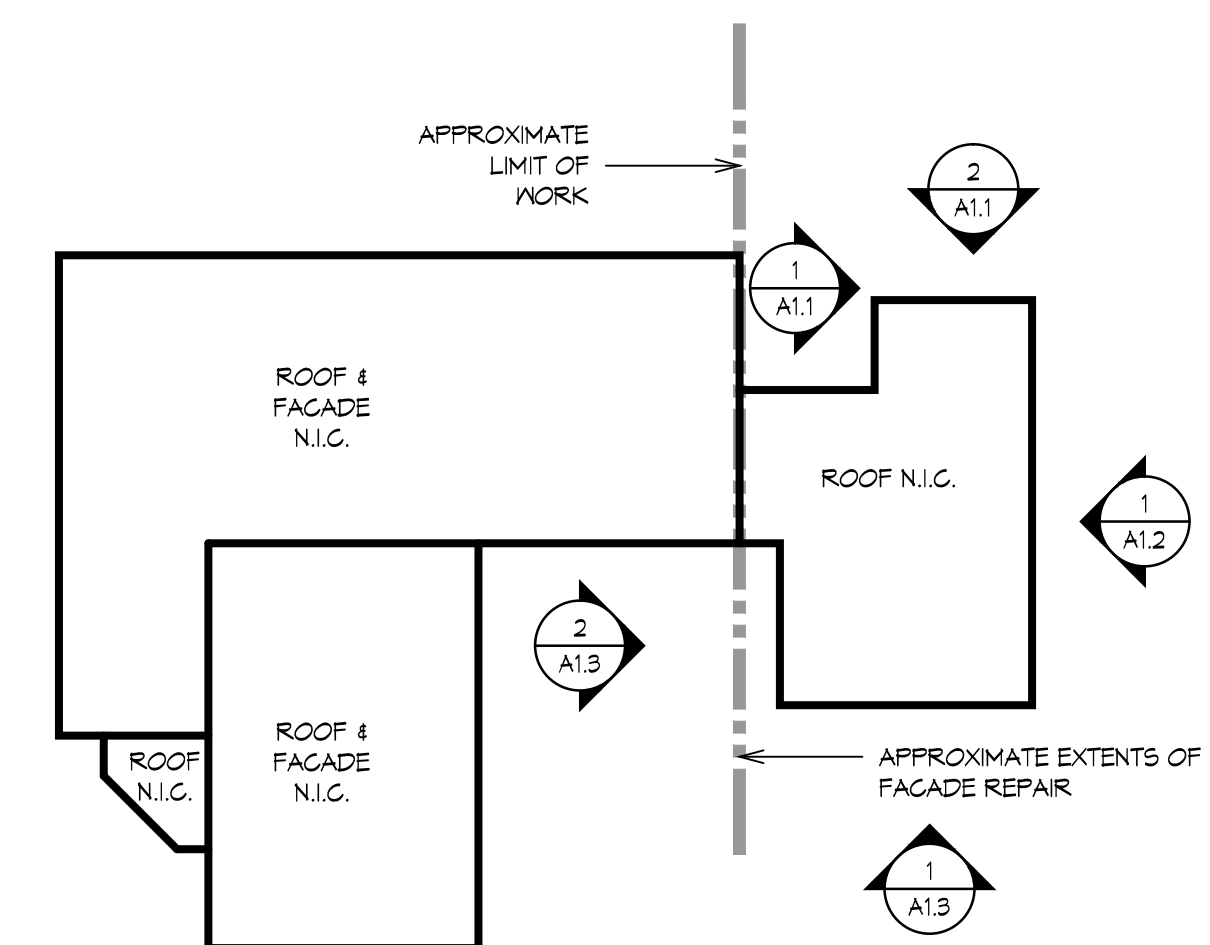 APPROXIMATE
LIMIT OF
WORK
2
A1.1
1
A1.1
ROOF &
FACADE
N.I.C.
ROOF N.I.C.
1
A1.2
2
A1.3
ROOF &
FACADE
N.I.C.
ROOF
N.I.C.
APPROXIMATE EXTENTS OF
FACADE REPAIR
1
A1.3